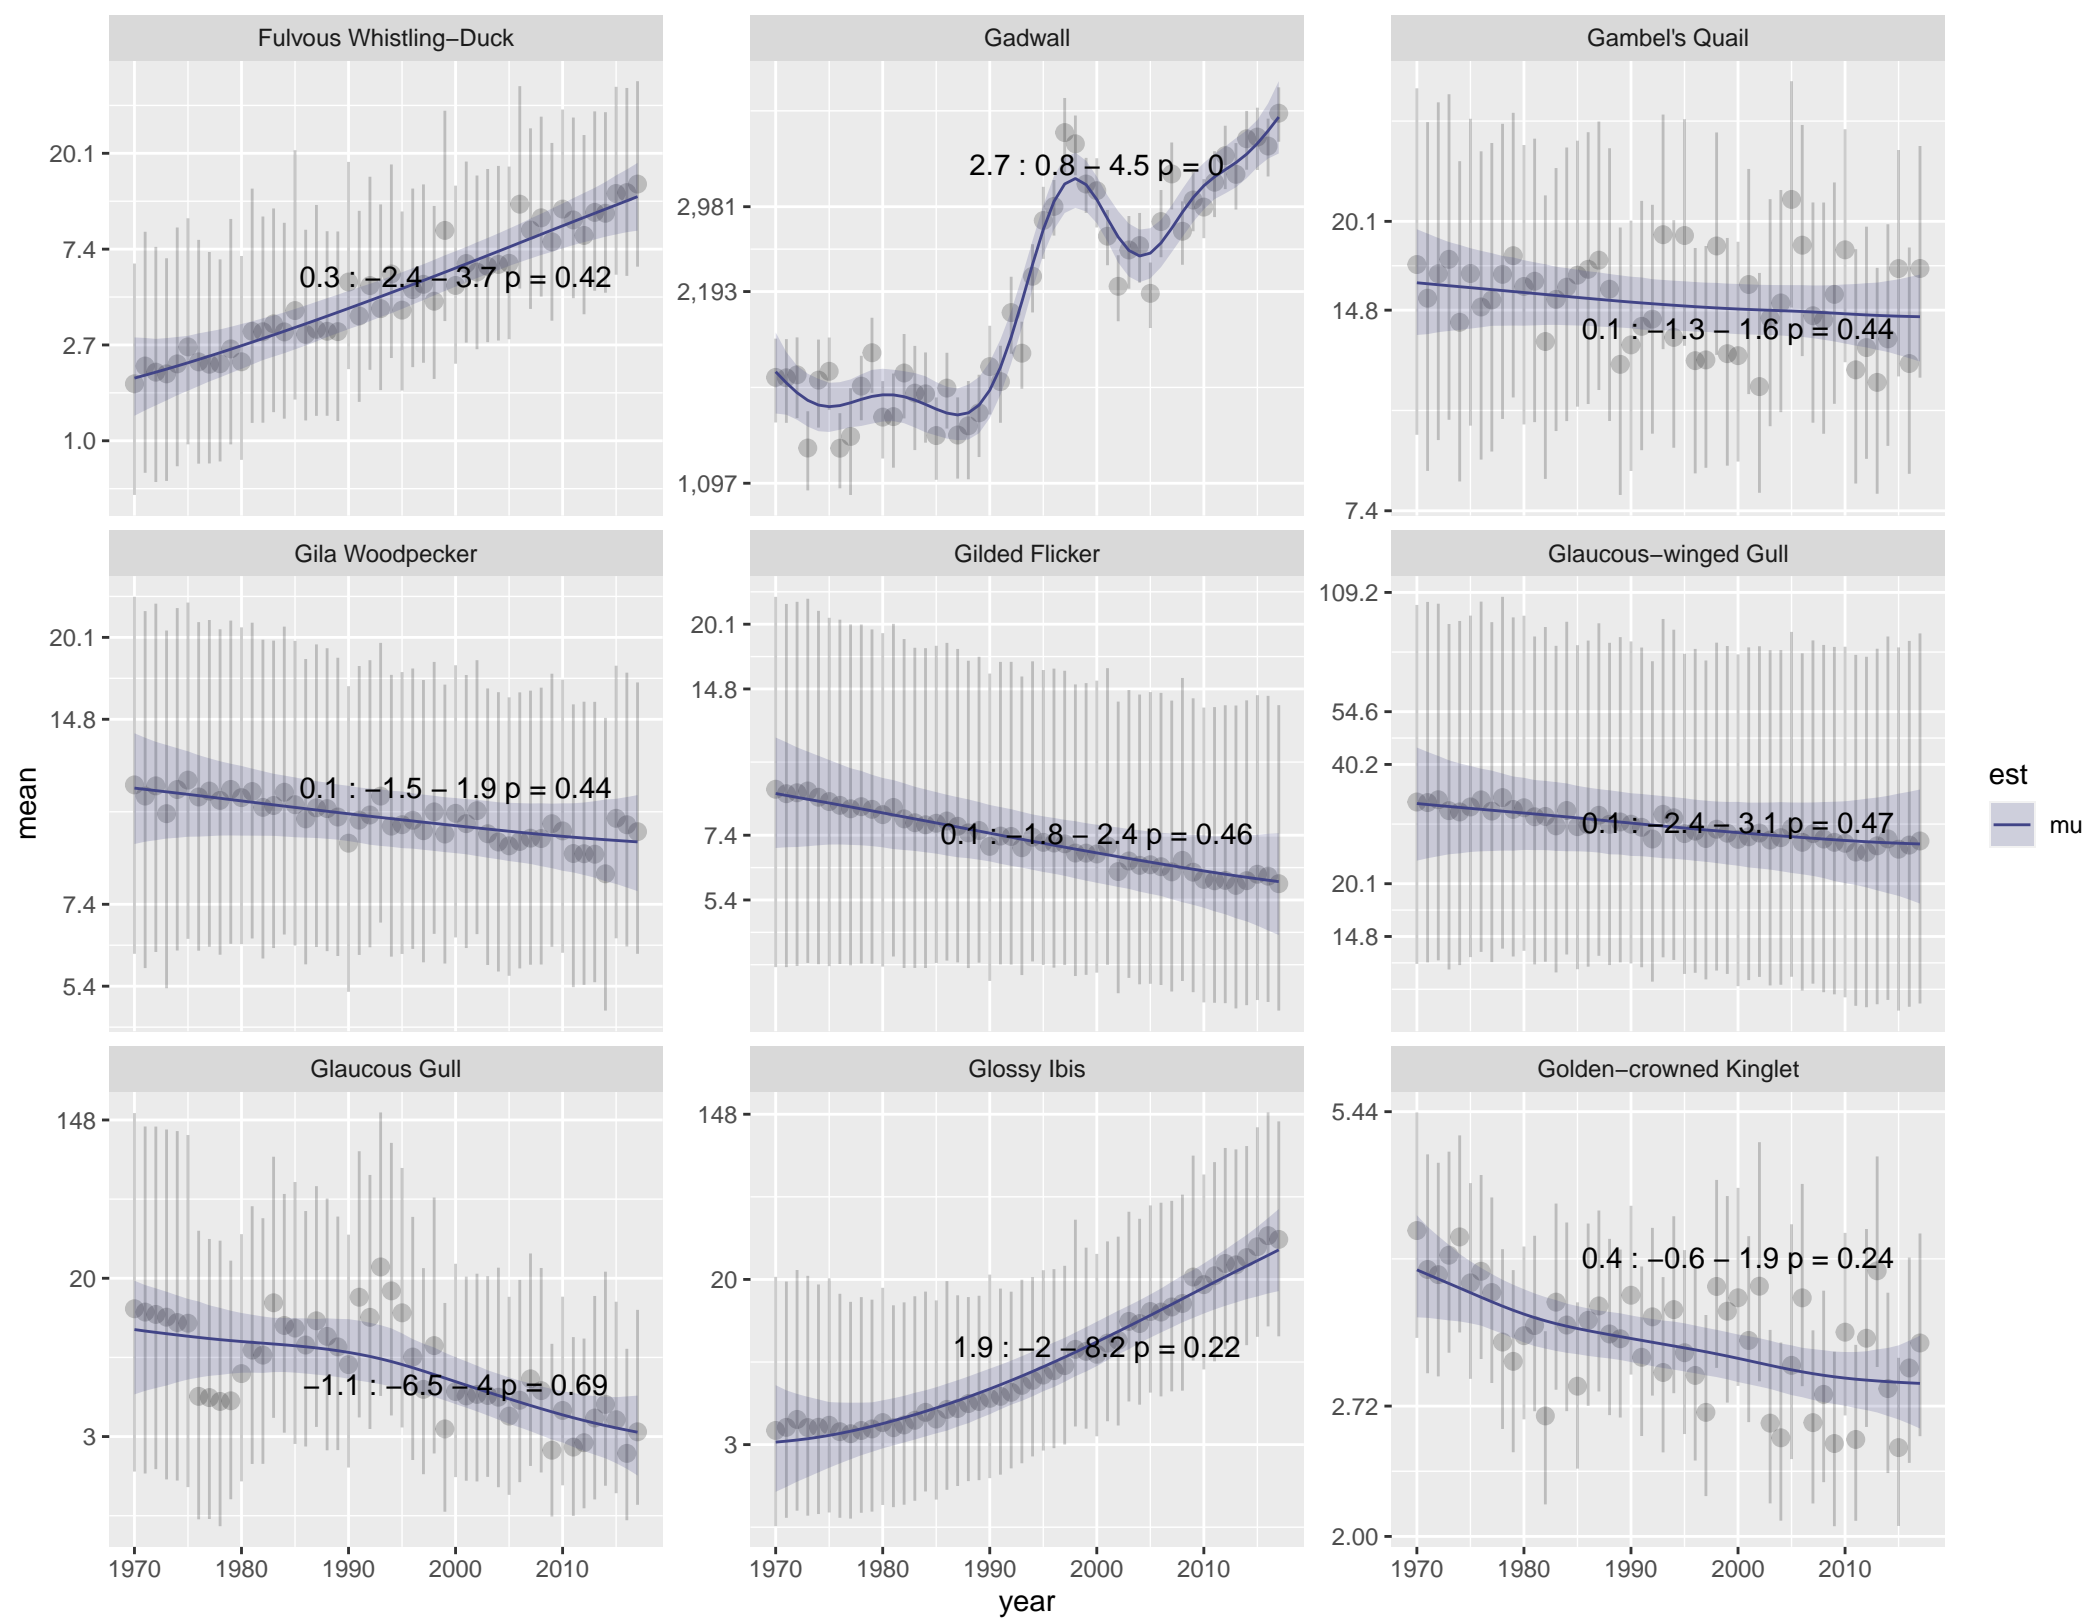 Fulvous Whistling–Duck
Gadwall
Gambel's Quail
20.1
7.4
2.7
1.0
0.3 : −2.4 − 3.7 p = 0.42
2,981
2,193
1,097
2.7 : 0.8 − 4.5 p = 0
20.1
14.8
7.4
0.1 : −1.3 − 1.6 p = 0.44
Gila Woodpecker
Gilded Flicker
Glaucous–winged Gull
20.1
14.8
7.4
5.4
0.1 : −1.5 − 1.9 p = 0.44
20.1
14.8
7.4
5.4
0.1 : −1.8 − 2.4 p = 0.46
109.2
54.6
40.2
20.1
14.8
0.1 : −2.4 − 3.1 p = 0.47
mean
est
mu
Glaucous Gull
Glossy Ibis
Golden–crowned Kinglet
148
20
3
−1.1 : −6.5 − 4 p = 0.69
148
20
3
1.9 : −2 − 8.2 p = 0.22
5.44
2.72
2.00
0.4 : −0.6 − 1.9 p = 0.24
1970 1980 1990 2000 2010
1970 1980 1990 2000 2010
1970 1980 1990 2000 2010
year